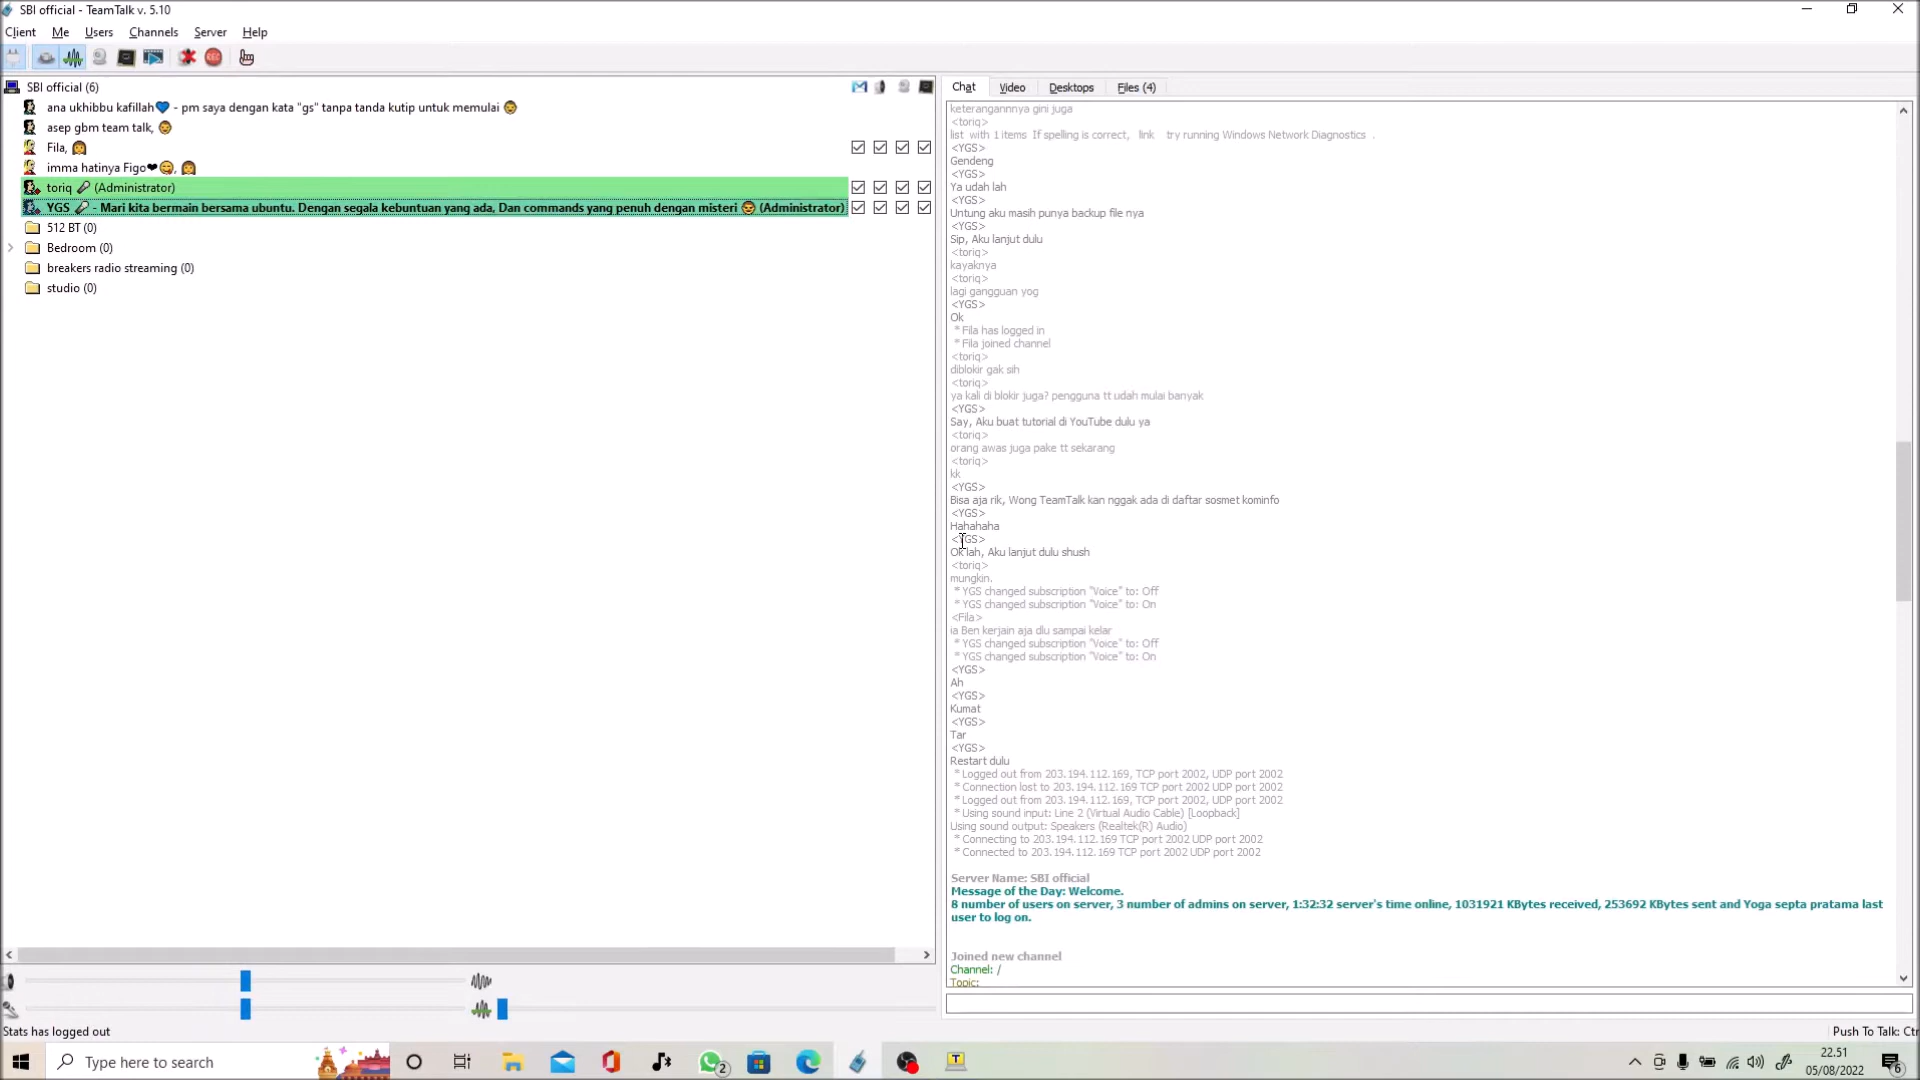 SBI official - TeamTalk v. 5.10
Client Me Users Channels Server Help
SBI official (6)
ana ukhibbu kafillah💙 - pm saya dengan kata "gs" tanpa tanda kutip untuk memulai 👨
asep gbm team talk, 👨
Fila, 👩
imma hatinya Figo❤😋, 👩
toriq 🎤 (Administrator)
YGS 🎤 - Mari kita bermain bersama ubuntu. Dengan segala kebuntuan yang ada, Dan commands yang penuh dengan misteri 👨 (Administrator)
512 BT (0)
Bedroom (0)
breakers radio streaming (0)
studio (0)
Chat Video Desktops Files (4)
keterangannnya gini juga
<toriq>
list with 1 items If spelling is correct, link try running Windows Network Diagnostics .
<YGS>
Gendeng
<YGS>
Ya udah lah
<YGS>
Untung aku masih punya backup file nya
<YGS>
Sip, Aku lanjut dulu
<toriq>
kayaknya
<toriq>
lagi gangguan yog
<YGS>
Ok
* Fila has logged in
* Fila joined channel
<toriq>
diblokir gak sih
<toriq>
ya kali di blokir juga? pengguna tt udah mulai banyak
<YGS>
Say, Aku buat tutorial di YouTube dulu ya
<toriq>
orang awas juga pake tt sekarang
<toriq>
kk
<YGS>
Bisa aja rik, Wong TeamTalk kan nggak ada di daftar sosmet kominfo
<YGS>
Hahahaha
<YGS>
Ok lah, Aku lanjut dulu shush
<toriq>
mungkin.
* YGS changed subscription "Voice" to: Off
* YGS changed subscription "Voice" to: On
<Fila>
ia Ben kerjain aja dlu sampai kelar
* YGS changed subscription "Voice" to: Off
* YGS changed subscription "Voice" to: On
<YGS>
Ah
<YGS>
Kumat
<YGS>
Tar
<YGS>
Restart dulu
* Logged out from 203.194.112.169, TCP port 2002, UDP port 2002
* Connection lost to 203.194.112.169 TCP port 2002 UDP port 2002
* Logged out from 203.194.112.169, TCP port 2002, UDP port 2002
* Using sound input: Line 2 (Virtual Audio Cable) [Loopback]
Using sound output: Speakers (Realtek(R) Audio)
* Connecting to 203.194.112.169 TCP port 2002 UDP port 2002
* Connected to 203.194.112.169 TCP port 2002 UDP port 2002
Server Name: SBI official
Message of the Day: Welcome.
8 number of users on server, 3 number of admins on server, 1:32:32 server's time online, 1031921 KBytes received, 253692 KBytes sent and Yoga septa pratama last
user to log on.
Joined new channel
Channel: /
Topic:
Stats has logged out
Push To Talk: Ctr
Type here to search
2
22.51
05/08/2022
6